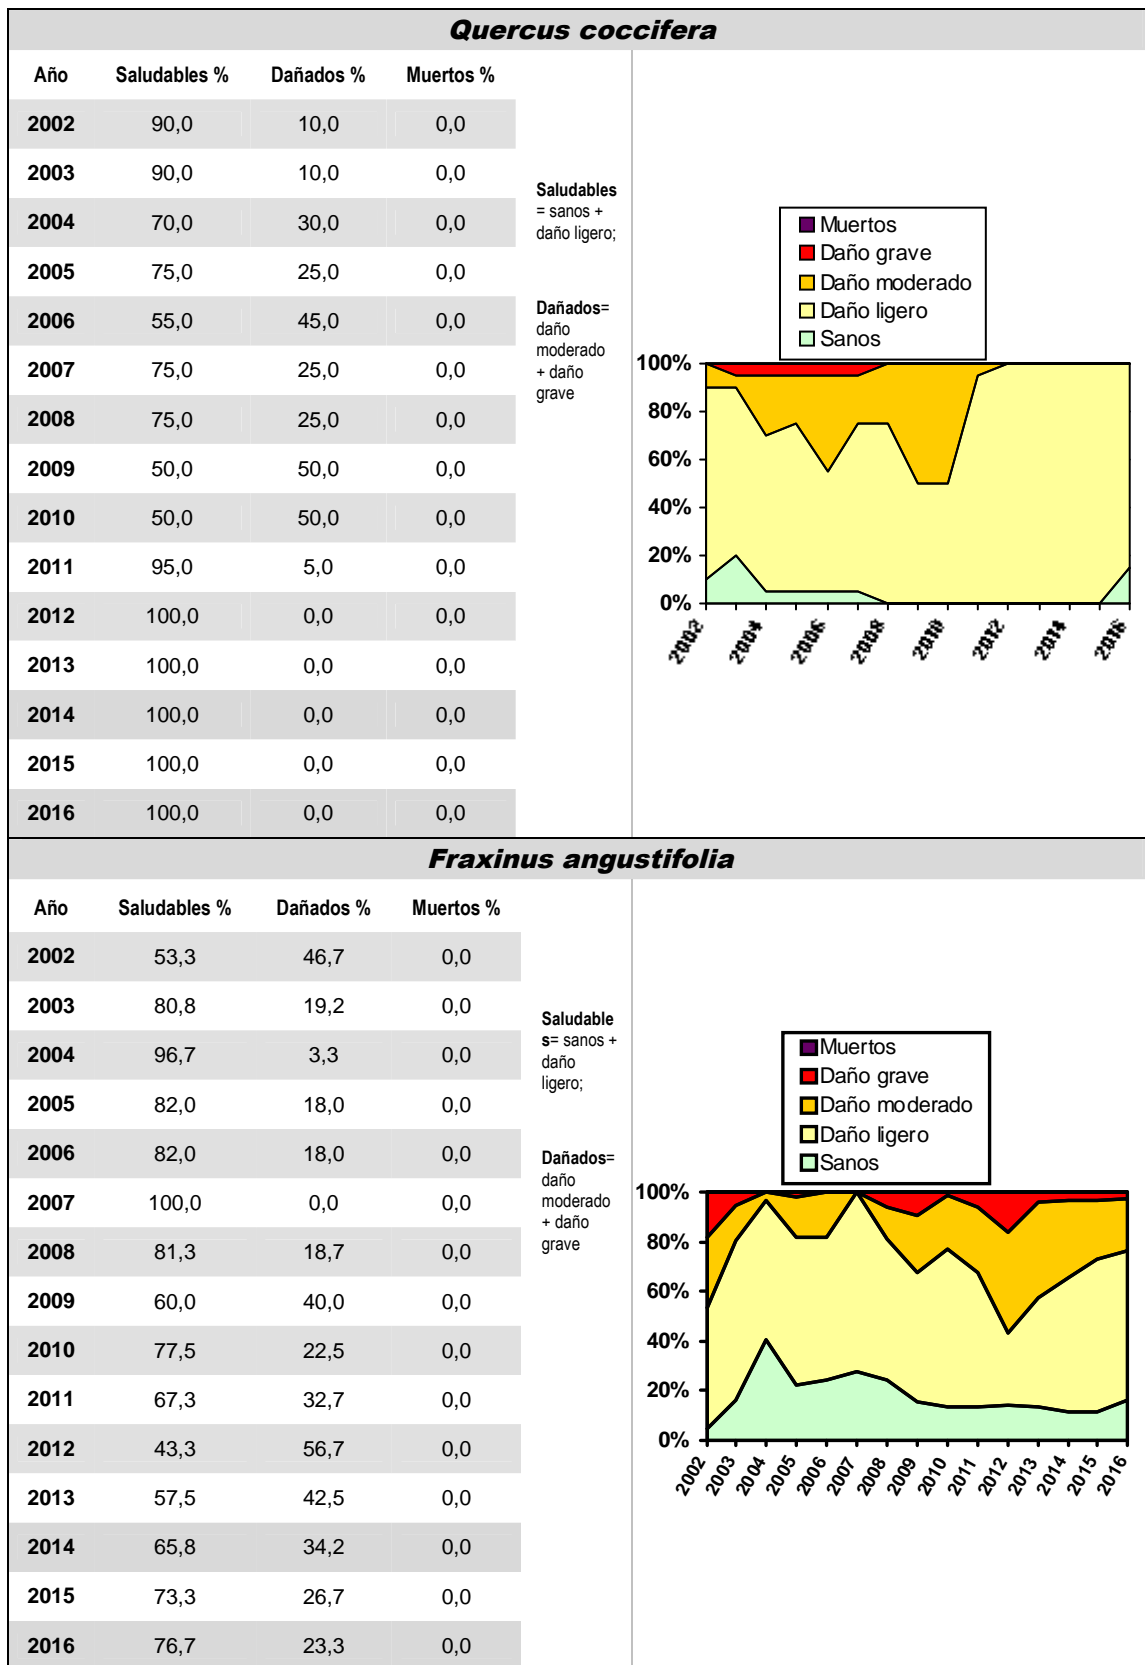 Quercus coccifera
Año Saludables % Dañados % Muertos %
2002 90,0 10,0 0,0
2003 90,0 10,0 0,0
2004 70,0 30,0 0,0
2005 75,0 25,0 0,0
2006 55,0 45,0 0,0
2007 75,0 25,0 0,0
2008 75,0 25,0 0,0
2009 50,0 50,0 0,0
2010 50,0 50,0 0,0
2011 95,0 5,0 0,0
2012 100,0 0,0 0,0
2013 100,0 0,0 0,0
2014 100,0 0,0 0,0
2015 100,0 0,0 0,0
2016 100,0 0,0 0,0
Saludables
= sanos +
daño ligero;
Dañados=
daño
moderado
+ daño
grave
Muertos
Daño grave
Daño moderado
Daño ligero
Sanos
100%
80%
60%
40%
20%
0%
2002 2004 2006 2008 2010 2012 2014 2016
Fraxinus angustifolia
Año Saludables % Dañados % Muertos %
2002 53,3 46,7 0,0
2003 80,8 19,2 0,0
2004 96,7 3,3 0,0
2005 82,0 18,0 0,0
2006 82,0 18,0 0,0
2007 100,0 0,0 0,0
2008 81,3 18,7 0,0
2009 60,0 40,0 0,0
2010 77,5 22,5 0,0
2011 67,3 32,7 0,0
2012 43,3 56,7 0,0
2013 57,5 42,5 0,0
2014 65,8 34,2 0,0
2015 73,3 26,7 0,0
2016 76,7 23,3 0,0
Saludable
s= sanos +
daño
ligero;
Dañados=
daño
moderado
+ daño
grave
Muertos
Daño grave
Daño moderado
Daño ligero
Sanos
100%
80%
60%
40%
20%
0%
2002 2003 2004 2005 2006 2007 2008 2009 2010 2011 2012 2013 2014 2015 2016